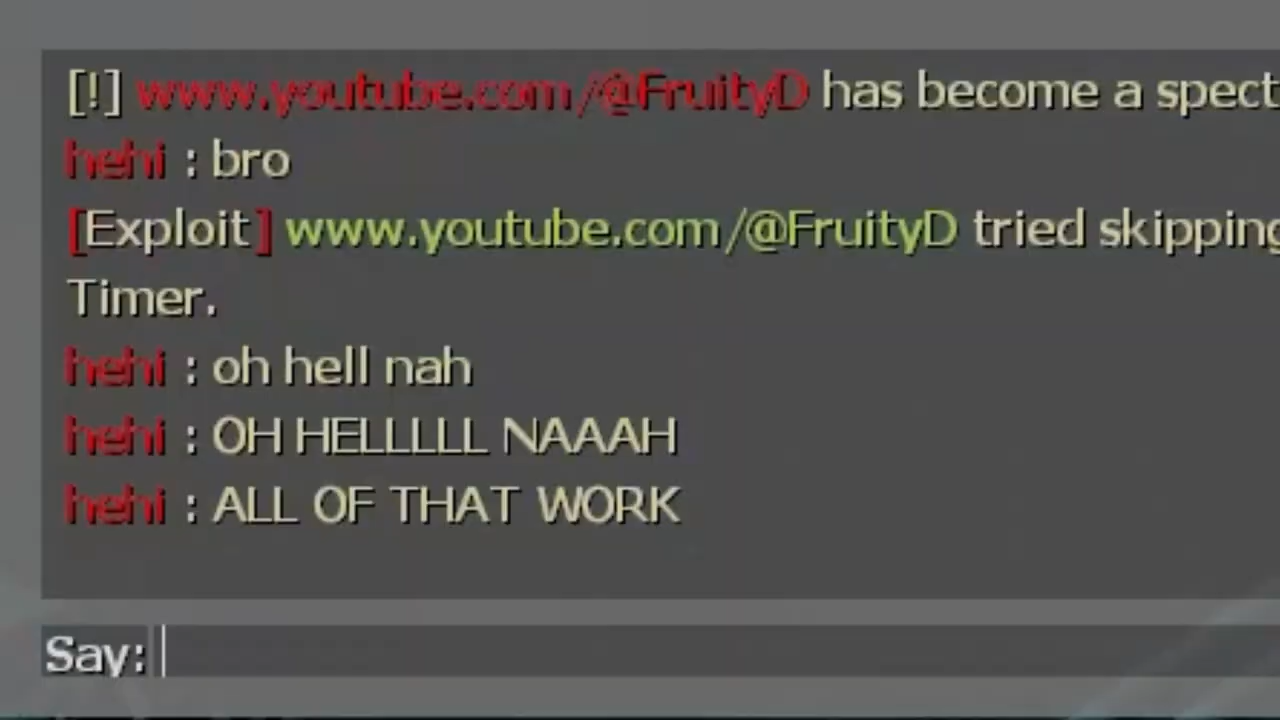 [!] www.youtube.com/@FruityD has become a spect
hehi : bro
[Exploit] www.youtube.com/@FruityD tried skipping
Timer.
hehi : oh hell nah
hehi : OH HELLLLL NAAAH
hehi : ALL OF THAT WORK
Say: